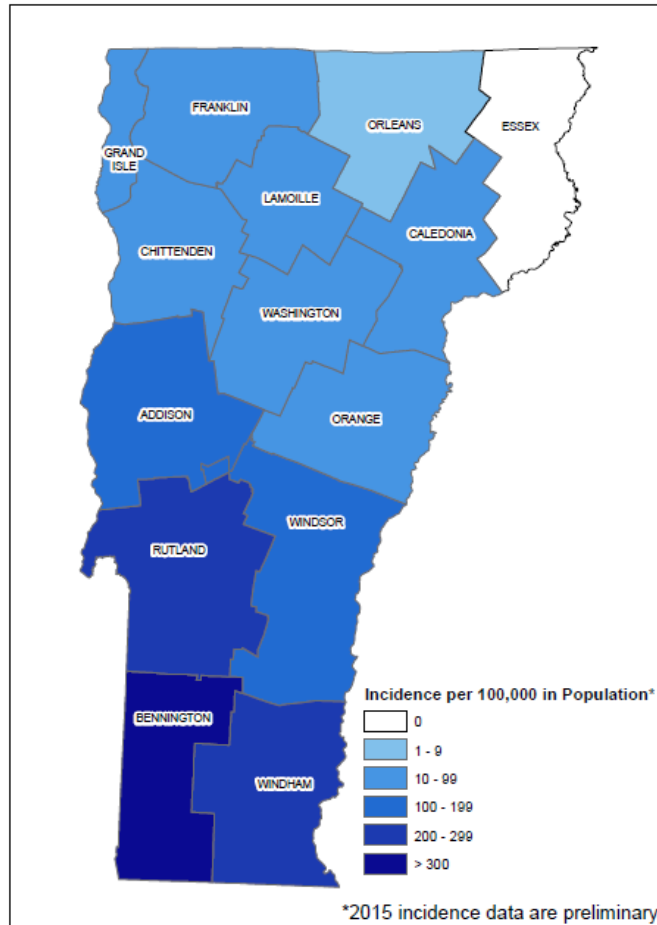 FRANKLIN
ORLEANS
ESSEX
GRAND
ISLE
LAMOILLE
CALEDONIA
CHITTENDEN
WASHINGTON
ADDISON
ORANGE
WINDSOR
RUTLAND
BENNINGTON
WINDHAM
Incidence per 100,000 in Population*
0
1 - 9
10 - 99
100 - 199
200 - 299
> 300
*2015 incidence data are preliminary